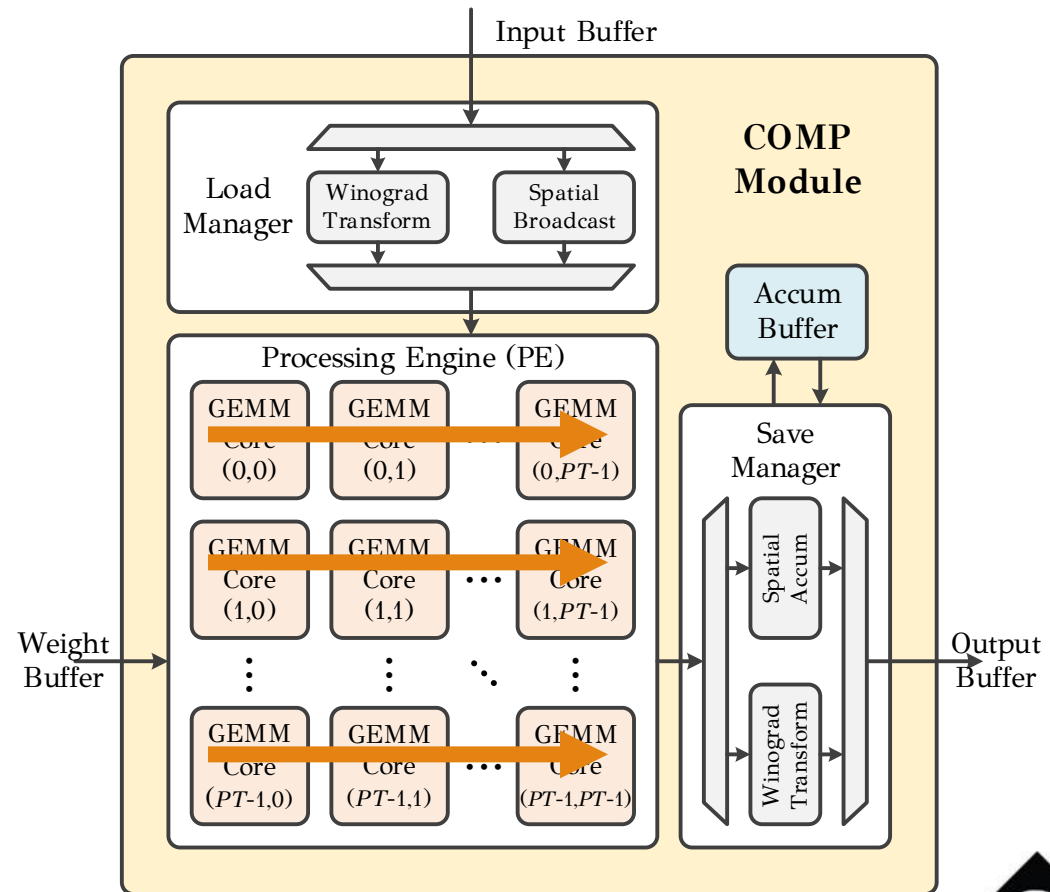 Input Buffer
COMP
Module
Load
Manager
Winograd
Transform
Spatial
Broadcast
Accum
Buffer
Processing Engine (PE)
GEMM
Core
(0,0)
GEMM
Core
(0,1)
...
GEMM
Core
(0,PT-1)
Save
Manager
GEMM
Core
(1,0)
GEMM
Core
(1,1)
...
GEMM
Core
(1,PT-1)
Spatial
Accum
Weight
Buffer
Output
Buffer
GEMM
Core
(PT-1,0)
GEMM
Core
(PT-1,1)
...
GEMM
Core
(PT-1,PT-1)
Winograd
Transform